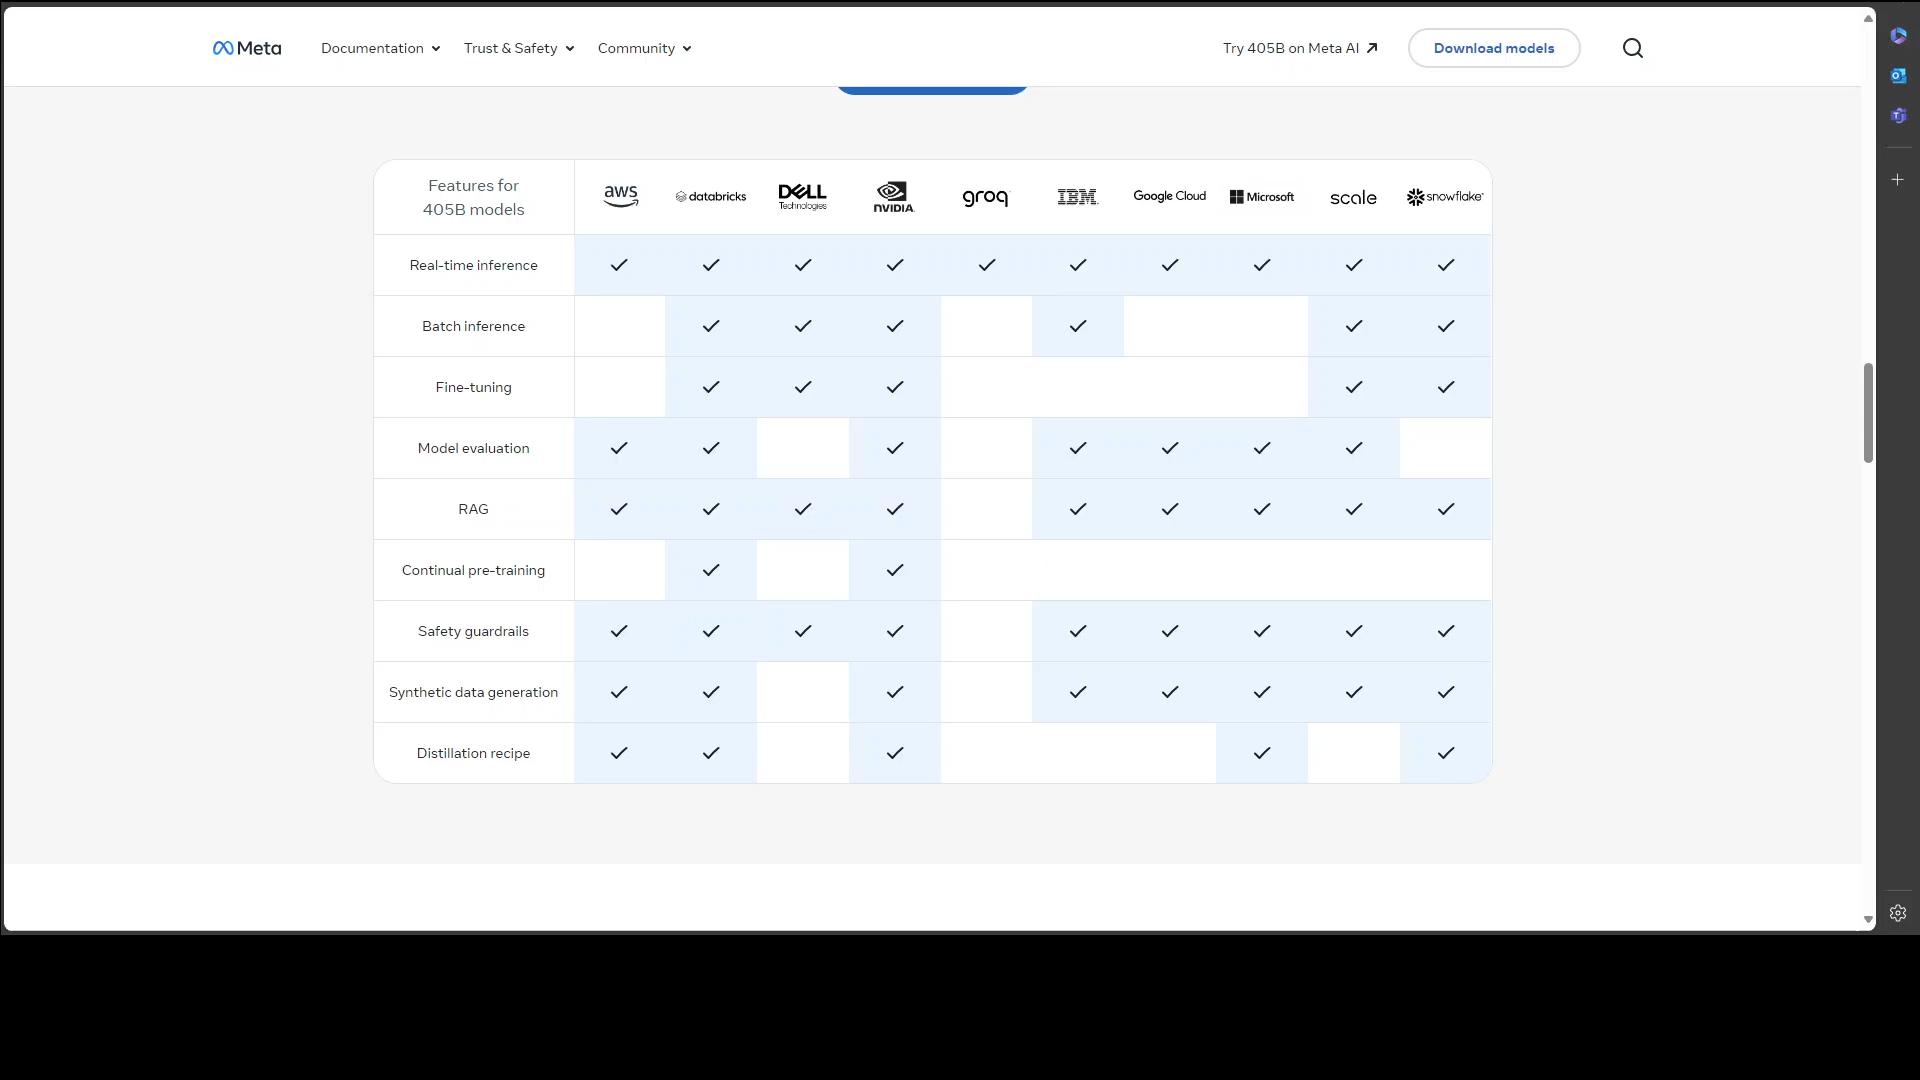 Meta Documentation Trust & Safety Community Try 405B on Meta AI Download models
Features for
405B models
aws databricks DELL Technologies NVIDIA groq IBM Google Cloud Microsoft scale snowflake
Real-time inference
Batch inference
Fine-tuning
Model evaluation
RAG
Continual pre-training
Safety guardrails
Synthetic data generation
Distillation recipe